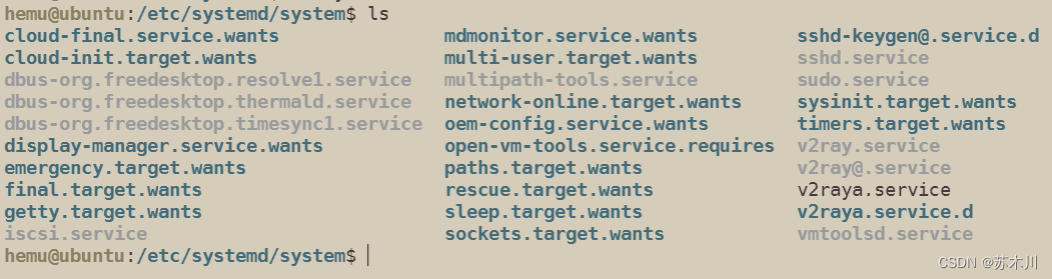 hemu@ubuntu:/etc/systemd/system$ ls
cloud-final.service.wants mdmonitor.service.wants sshd-keygen@.service.d
cloud-init.target.wants multi-user.target.wants sshd.service
dbus-org.freedesktop.resolve1.service multipath-tools.service sudo.service
dbus-org.freedesktop.thermald.service network-online.target.wants sysinit.target.wants
dbus-org.freedesktop.timesync1.service oem-config.service.wants timers.target.wants
display-manager.service.wants open-vm-tools.service.requires v2ray.service
emergency.target.wants paths.target.wants v2ray@.service
final.target.wants rescue.target.wants v2raya.service
getty.target.wants sleep.target.wants v2raya.service.d
iscsi.service sockets.target.wants vmtoolsd.service
hemu@ubuntu:/etc/systemd/system$
CSDN @苏木川